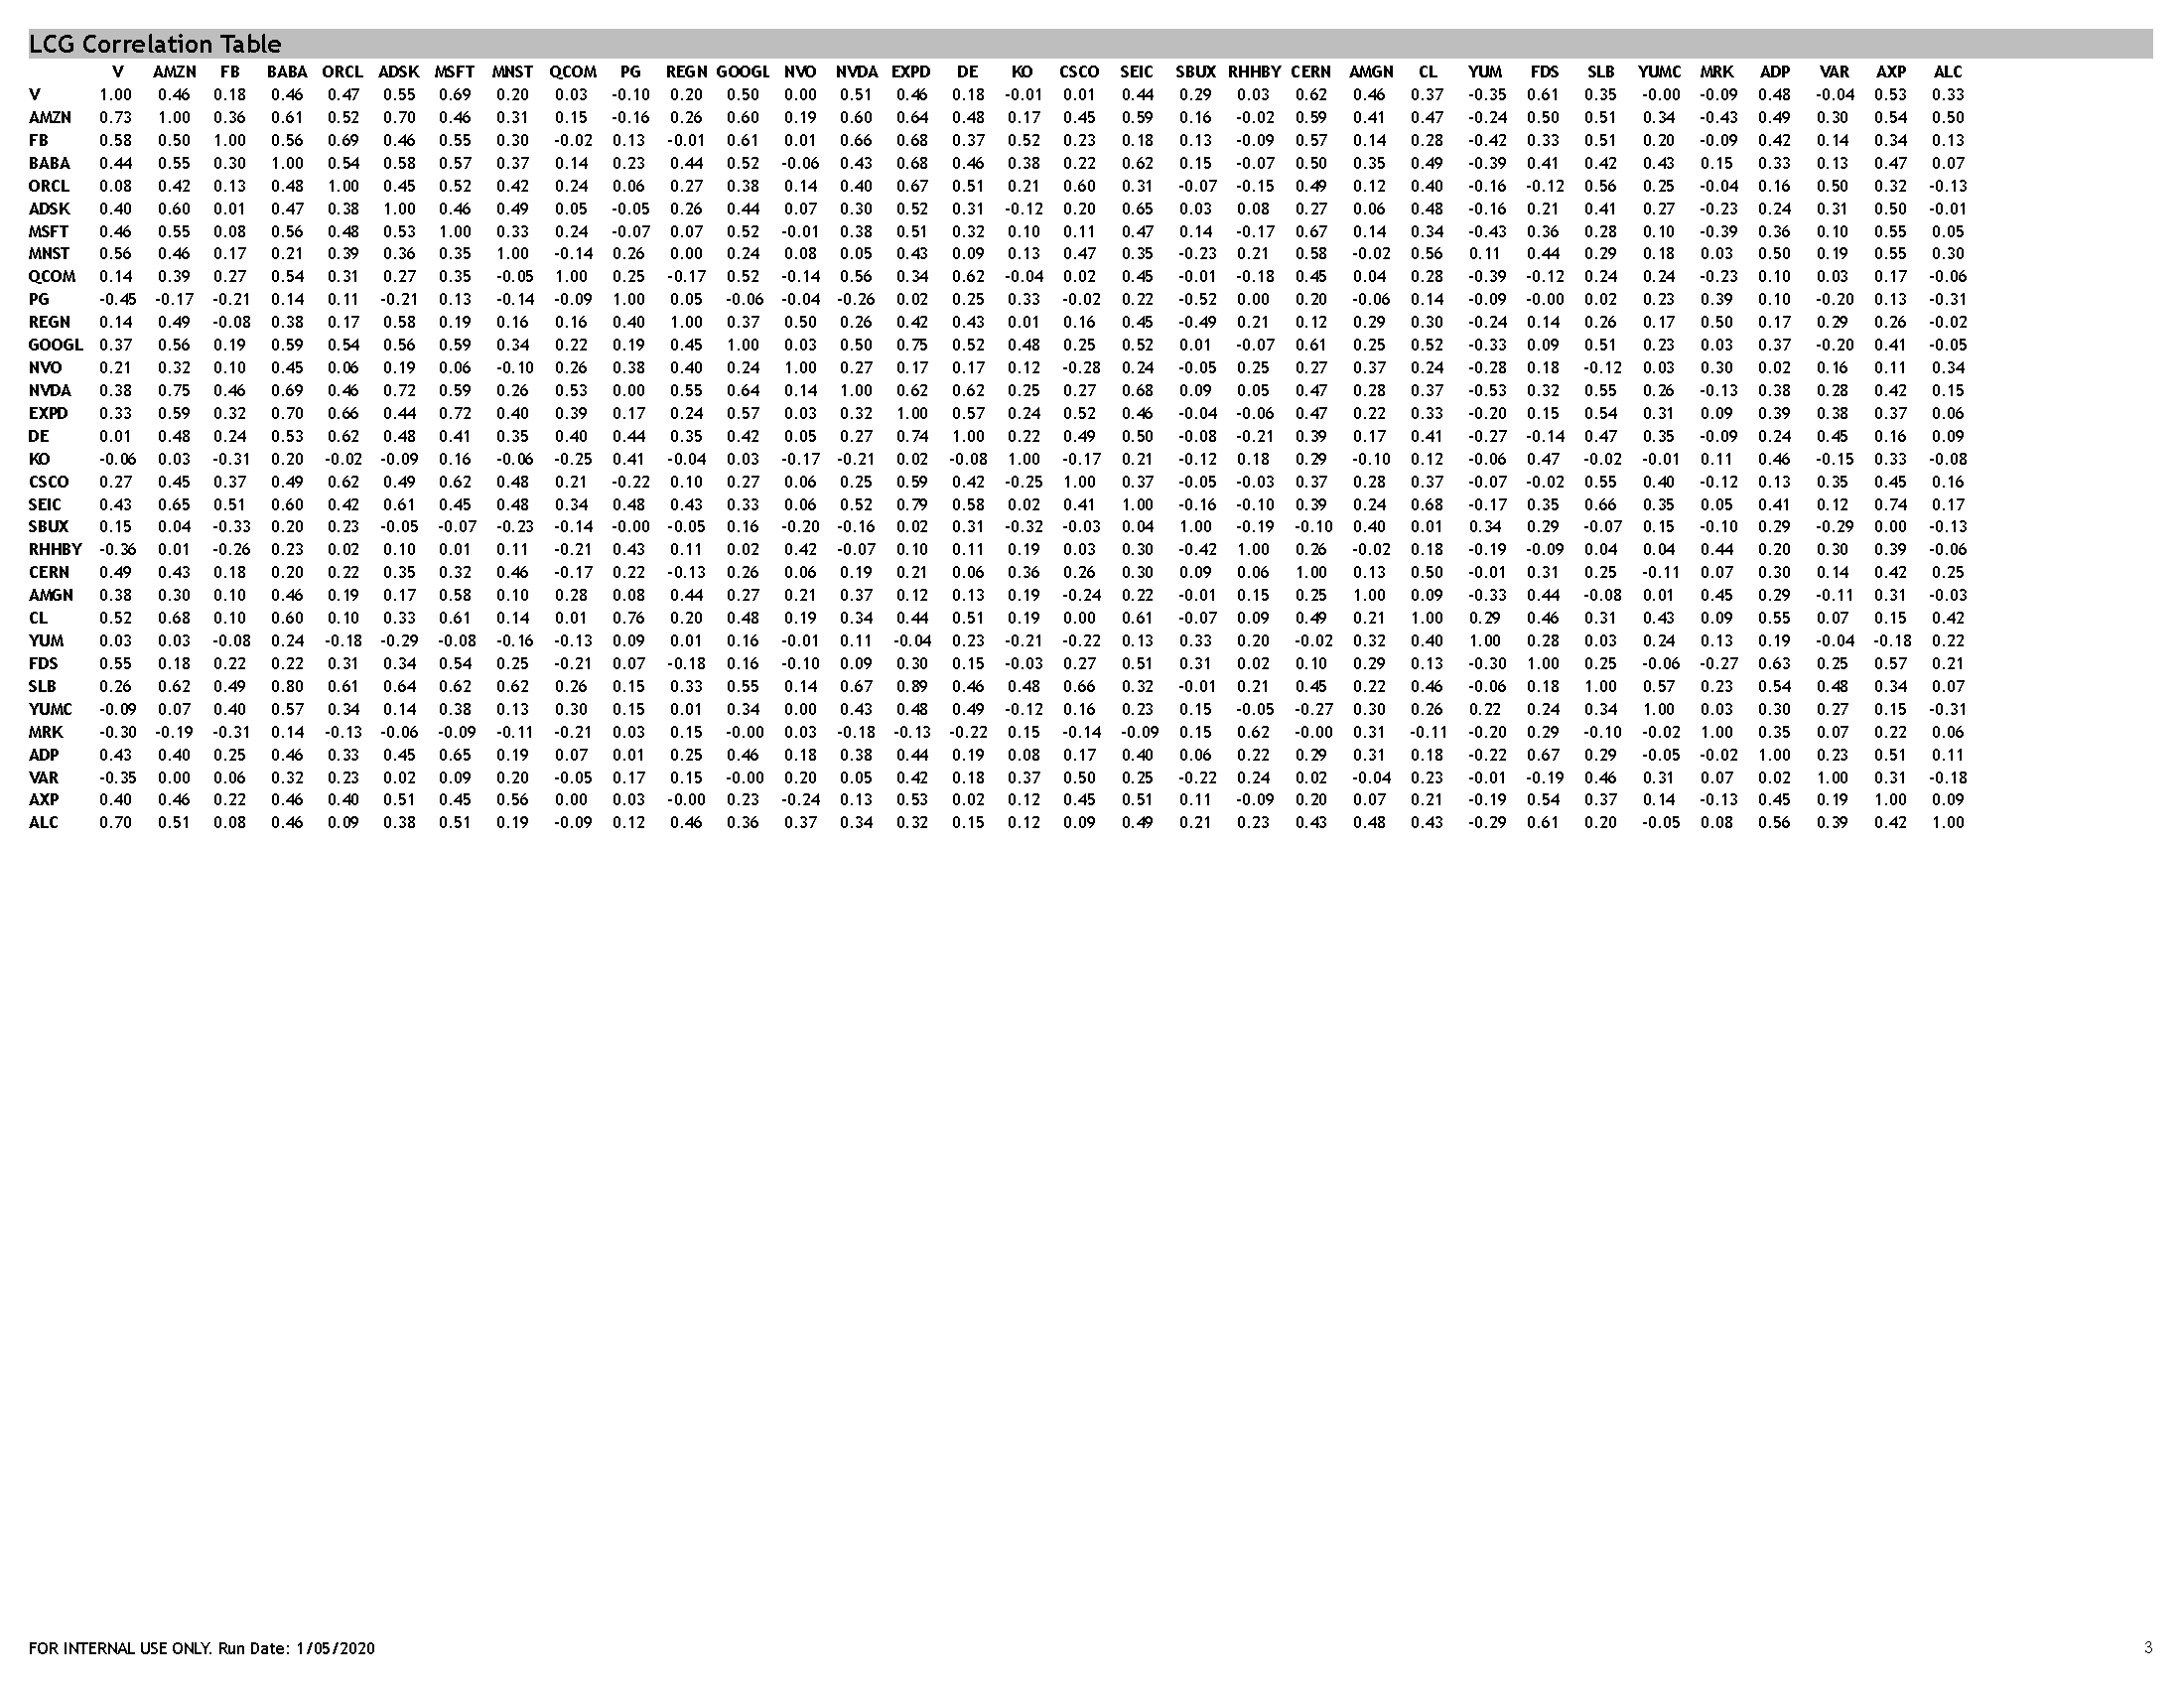 LCG Correlation Table
V AMZN FB BABA ORCL ADSK MSFT MNST QCOM PG REGN GOOGL NVO NVDA EXPD DE KO CSCO SEIC SBUX RHHBY CERN AMGN CL YUM FDS SLB YUMC MRK ADP VAR AXP ALC
V 1.00 0.46 0.18 0.46 0.47 0.55 0.69 0.20 0.03 -0.10 0.20 0.50 0.00 0.51 0.46 0.18 -0.01 0.01 0.44 0.29 0.03 0.62 0.46 0.37 -0.35 0.61 0.35 -0.00 -0.09 0.48 -0.04 0.53 0.33
AMZN 0.73 1.00 0.36 0.61 0.52 0.70 0.46 0.31 0.15 -0.16 0.26 0.60 0.19 0.60 0.64 0.48 0.17 0.45 0.59 0.16 -0.02 0.59 0.41 0.47 -0.24 0.50 0.51 0.34 -0.43 0.49 0.30 0.54 0.50
FB 0.58 0.50 1.00 0.56 0.69 0.46 0.55 0.30 -0.02 0.13 -0.01 0.61 0.01 0.66 0.68 0.37 0.52 0.23 0.18 0.13 -0.09 0.57 0.14 0.28 -0.42 0.33 0.51 0.20 -0.09 0.42 0.14 0.34 0.13
BABA 0.44 0.55 0.30 1.00 0.54 0.58 0.57 0.37 0.14 0.23 0.44 0.52 -0.06 0.43 0.68 0.46 0.38 0.22 0.62 0.15 -0.07 0.50 0.35 0.49 -0.39 0.41 0.42 0.43 0.15 0.33 0.13 0.47 0.07
ORCL 0.08 0.42 0.13 0.48 1.00 0.45 0.52 0.42 0.24 0.06 0.27 0.38 0.14 0.40 0.67 0.51 0.21 0.60 0.31 -0.07 -0.15 0.49 0.12 0.40 -0.16 -0.12 0.56 0.25 -0.04 0.16 0.50 0.32 -0.13
ADSK 0.40 0.60 0.01 0.47 0.38 1.00 0.46 0.49 0.05 -0.05 0.26 0.44 0.07 0.30 0.52 0.31 -0.12 0.20 0.65 0.03 0.08 0.27 0.06 0.48 -0.16 0.21 0.41 0.27 -0.23 0.24 0.31 0.50 -0.01
MSFT 0.46 0.55 0.08 0.56 0.48 0.53 1.00 0.33 0.24 -0.07 0.07 0.52 -0.01 0.38 0.51 0.32 0.10 0.11 0.47 0.14 -0.17 0.67 0.14 0.34 -0.43 0.36 0.28 0.10 -0.39 0.36 0.10 0.55 0.05
MNST 0.56 0.46 0.17 0.21 0.39 0.36 0.35 1.00 -0.14 0.26 0.00 0.24 0.08 0.05 0.43 0.09 0.13 0.47 0.35 -0.23 0.21 0.58 -0.02 0.56 0.11 0.44 0.29 0.18 0.03 0.50 0.19 0.55 0.30
QCOM 0.14 0.39 0.27 0.54 0.31 0.27 0.35 -0.05 1.00 0.25 -0.17 0.52 -0.14 0.56 0.34 0.62 -0.04 0.02 0.45 -0.01 -0.18 0.45 0.04 0.28 -0.39 -0.12 0.24 0.24 -0.23 0.10 0.03 0.17 -0.06
PG -0.45 -0.17 -0.21 0.14 0.11 -0.21 0.13 -0.14 -0.09 1.00 0.05 -0.06 -0.04 -0.26 0.02 0.25 0.33 -0.02 0.22 -0.52 0.00 0.20 -0.06 0.14 -0.09 -0.00 0.02 0.23 0.39 0.10 -0.20 0.13 -0.31
REGN 0.14 0.49 -0.08 0.38 0.17 0.58 0.19 0.16 0.16 0.40 1.00 0.37 0.50 0.26 0.42 0.43 0.01 0.16 0.45 -0.49 0.21 0.12 0.29 0.30 -0.24 0.14 0.26 0.17 0.50 0.17 0.29 0.26 -0.02
GOOGL 0.37 0.56 0.19 0.59 0.54 0.56 0.59 0.34 0.22 0.19 0.45 1.00 0.03 0.50 0.75 0.52 0.48 0.25 0.52 0.01 -0.07 0.61 0.25 0.52 -0.33 0.09 0.51 0.23 0.03 0.37 -0.20 0.41 -0.05
NVO 0.21 0.32 0.10 0.45 0.06 0.19 0.06 -0.10 0.26 0.38 0.40 0.24 1.00 0.27 0.17 0.17 0.12 -0.28 0.24 -0.05 0.25 0.27 0.37 0.24 -0.28 0.18 -0.12 0.03 0.30 0.02 0.16 0.11 0.34
NVDA 0.38 0.75 0.46 0.69 0.46 0.72 0.59 0.26 0.53 0.00 0.55 0.64 0.14 1.00 0.62 0.62 0.25 0.27 0.68 0.09 0.05 0.47 0.28 0.37 -0.53 0.32 0.55 0.26 -0.13 0.38 0.28 0.42 0.15
EXPD 0.33 0.59 0.32 0.70 0.66 0.44 0.72 0.40 0.39 0.17 0.24 0.57 0.03 0.32 1.00 0.57 0.24 0.52 0.46 -0.04 -0.06 0.47 0.22 0.33 -0.20 0.15 0.54 0.31 0.09 0.39 0.38 0.37 0.06
DE 0.01 0.48 0.24 0.53 0.62 0.48 0.41 0.35 0.40 0.44 0.35 0.42 0.05 0.27 0.74 1.00 0.22 0.49 0.50 -0.08 -0.21 0.39 0.17 0.41 -0.27 -0.14 0.47 0.35 -0.09 0.24 0.45 0.16 0.09
KO -0.06 0.03 -0.31 0.20 -0.02 -0.09 0.16 -0.06 -0.25 0.41 -0.04 0.03 -0.17 -0.21 0.02 -0.08 1.00 -0.17 0.21 -0.12 0.18 0.29 -0.10 0.12 -0.06 0.47 -0.02 -0.01 0.11 0.46 -0.15 0.33 -0.08
CSCO 0.27 0.45 0.37 0.49 0.62 0.49 0.62 0.48 0.21 -0.22 0.10 0.27 0.06 0.25 0.59 0.42 -0.25 1.00 0.37 -0.05 -0.03 0.37 0.28 0.37 -0.07 -0.02 0.55 0.40 -0.12 0.13 0.35 0.45 0.16
SEIC 0.43 0.65 0.51 0.60 0.42 0.61 0.45 0.48 0.34 0.48 0.43 0.33 0.06 0.52 0.79 0.58 0.02 0.41 1.00 -0.16 -0.10 0.39 0.24 0.68 -0.17 0.35 0.66 0.35 0.05 0.41 0.12 0.74 0.17
SBUX 0.15 0.04 -0.33 0.20 0.23 -0.05 -0.07 -0.23 -0.14 -0.00 -0.05 0.16 -0.20 -0.16 0.02 0.31 -0.32 -0.03 0.04 1.00 -0.19 -0.10 0.40 0.01 0.34 0.29 -0.07 0.15 -0.10 0.29 -0.29 0.00 -0.13
RHHBY -0.36 0.01 -0.26 0.23 0.02 0.10 0.01 0.11 -0.21 0.43 0.11 0.02 0.42 -0.07 0.10 0.11 0.19 0.03 0.30 -0.42 1.00 0.26 -0.02 0.18 -0.19 -0.09 0.04 0.04 0.44 0.20 0.30 0.39 -0.06
CERN 0.49 0.43 0.18 0.20 0.22 0.35 0.32 0.46 -0.17 0.22 -0.13 0.26 0.06 0.19 0.21 0.06 0.36 0.26 0.30 0.09 0.06 1.00 0.13 0.50 -0.01 0.31 0.25 -0.11 0.07 0.30 0.14 0.42 0.25
AMGN 0.38 0.30 0.10 0.46 0.19 0.17 0.58 0.10 0.28 0.08 0.44 0.27 0.21 0.37 0.12 0.13 0.19 -0.24 0.22 -0.01 0.15 0.25 1.00 0.09 -0.33 0.44 -0.08 0.01 0.45 0.29 -0.11 0.31 -0.03
CL 0.52 0.68 0.10 0.60 0.10 0.33 0.61 0.14 0.01 0.76 0.20 0.48 0.19 0.34 0.44 0.51 0.19 0.00 0.61 -0.07 0.09 0.49 0.21 1.00 0.29 0.46 0.31 0.43 0.09 0.55 0.07 0.15 0.42
YUM 0.03 0.03 -0.08 0.24 -0.18 -0.29 -0.08 -0.16 -0.13 0.09 0.01 0.16 -0.01 0.11 -0.04 0.23 -0.21 -0.22 0.13 0.33 0.20 -0.02 0.32 0.40 1.00 0.28 0.03 0.24 0.13 0.19 -0.04 -0.18 0.22
FDS 0.55 0.18 0.22 0.22 0.31 0.34 0.54 0.25 -0.21 0.07 -0.18 0.16 -0.10 0.09 0.30 0.15 -0.03 0.27 0.51 0.31 0.02 0.10 0.29 0.13 -0.30 1.00 0.25 -0.06 -0.27 0.63 0.25 0.57 0.21
SLB 0.26 0.62 0.49 0.80 0.61 0.64 0.62 0.62 0.26 0.15 0.33 0.55 0.14 0.67 0.89 0.46 0.48 0.66 0.32 -0.01 0.21 0.45 0.22 0.46 -0.06 0.18 1.00 0.57 0.23 0.54 0.48 0.34 0.07
YUMC -0.09 0.07 0.40 0.57 0.34 0.14 0.38 0.13 0.30 0.15 0.01 0.34 0.00 0.43 0.48 0.49 -0.12 0.16 0.23 0.15 -0.05 -0.27 0.30 0.26 0.22 0.24 0.34 1.00 0.03 0.30 0.27 0.15 -0.31
MRK -0.30 -0.19 -0.31 0.14 -0.13 -0.06 -0.09 -0.11 -0.21 0.03 0.15 -0.00 0.03 -0.18 -0.13 -0.22 0.15 -0.14 -0.09 0.15 0.62 -0.00 0.31 -0.11 -0.20 0.29 -0.10 -0.02 1.00 0.35 0.07 0.22 0.06
ADP 0.43 0.40 0.25 0.46 0.33 0.45 0.65 0.19 0.07 0.01 0.25 0.46 0.18 0.38 0.44 0.19 0.08 0.17 0.40 0.06 0.22 0.29 0.31 0.18 -0.22 0.67 0.29 -0.05 -0.02 1.00 0.23 0.51 0.11
VAR -0.35 0.00 0.06 0.32 0.23 0.02 0.09 0.20 -0.05 0.17 0.15 -0.00 0.20 0.05 0.42 0.18 0.37 0.50 0.25 -0.22 0.24 0.02 -0.04 0.23 -0.01 -0.19 0.46 0.31 0.07 0.02 1.00 0.31 -0.18
AXP 0.40 0.46 0.22 0.46 0.40 0.51 0.45 0.56 0.00 0.03 -0.00 0.23 -0.24 0.13 0.53 0.02 0.12 0.45 0.51 0.11 -0.09 0.20 0.07 0.21 -0.19 0.54 0.37 0.14 -0.13 0.45 0.19 1.00 0.09
ALC 0.70 0.51 0.08 0.46 0.09 0.38 0.51 0.19 -0.09 0.12 0.46 0.36 0.37 0.34 0.32 0.15 0.12 0.09 0.49 0.21 0.23 0.43 0.48 0.43 -0.29 0.61 0.20 -0.05 0.08 0.56 0.39 0.42 1.00
FOR INTERNAL USE ONLY. Run Date: 1/05/2020
3